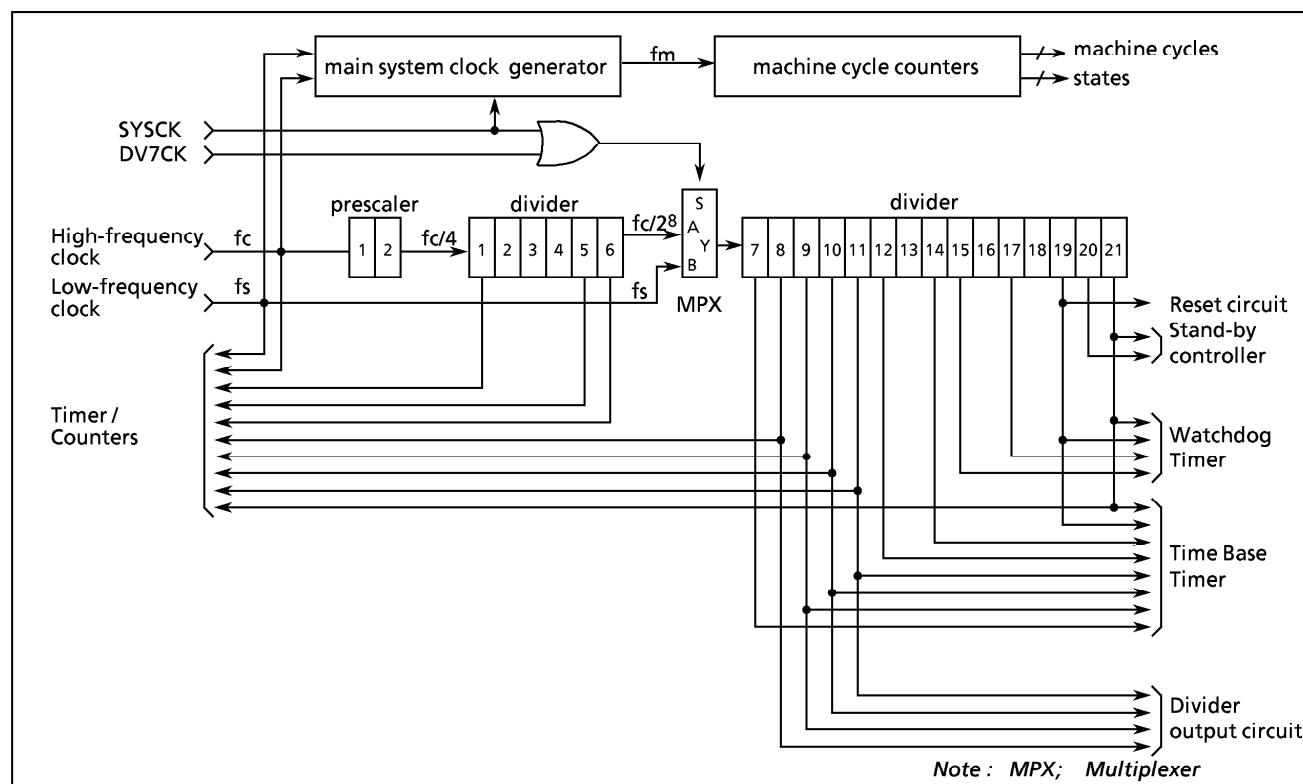 main system clock generator
fm
machine cycle counters
machine cycles
states
SYSCK
DV7CK
prescaler
divider
divider
High-frequency
clock
fc
1 2
fc/4
1 2 3 4 5 6
fc/2⁸
S
A
Y
B
7 8 9 10 11 12 13 14 15 16 17 18 19 20 21
Low-frequency
clock
fs
fs
MPX
Reset circuit
Stand-by
controller
Timer /
Counters
Watchdog
Timer
Time Base
Timer
Divider
output circuit
Note : MPX; Multiplexer